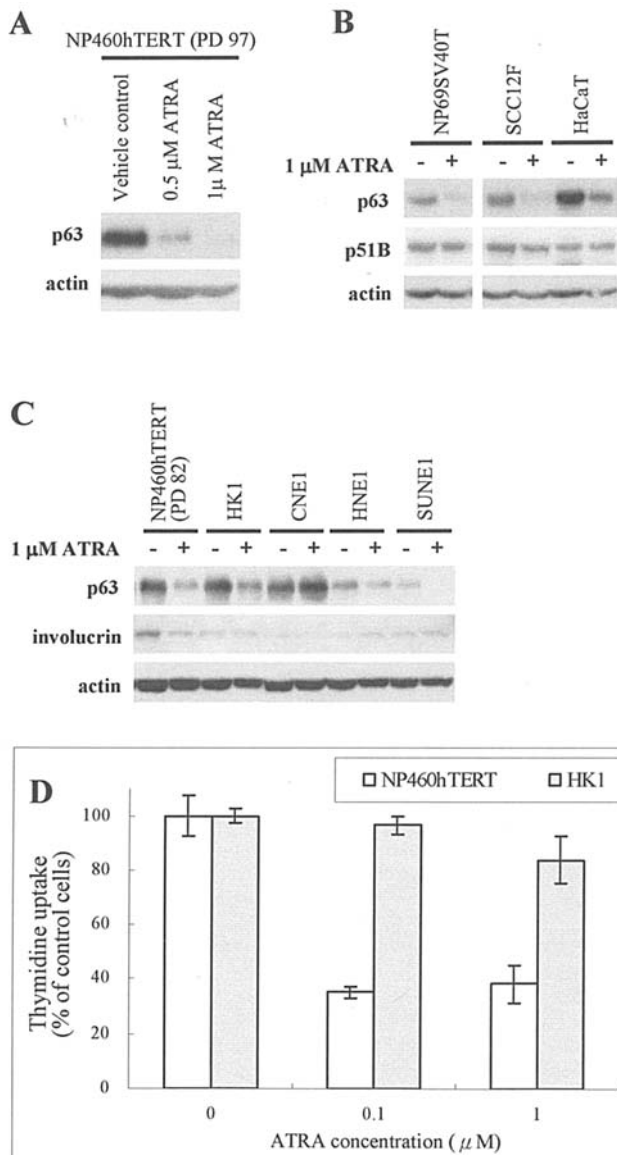 A
NP460hTERT (PD 97)
Vehicle control
0.5 μM ATRA
1μ M ATRA
p63
actin
B
NP69SV40T
SCC12F
HaCaT
1 μM ATRA
- + - + - +
p63
p51B
actin
C
NP460hTERT
(PD 82)
HK1
CNE1
HNE1
SUNE1
1 μM ATRA
- + - + - + - + - +
p63
involucrin
actin
D
NP460hTERT
HK1
Thymidine uptake
(% of control cells)
100
80
60
40
20
0
0 0.1 1
ATRA concentration ( μ M)